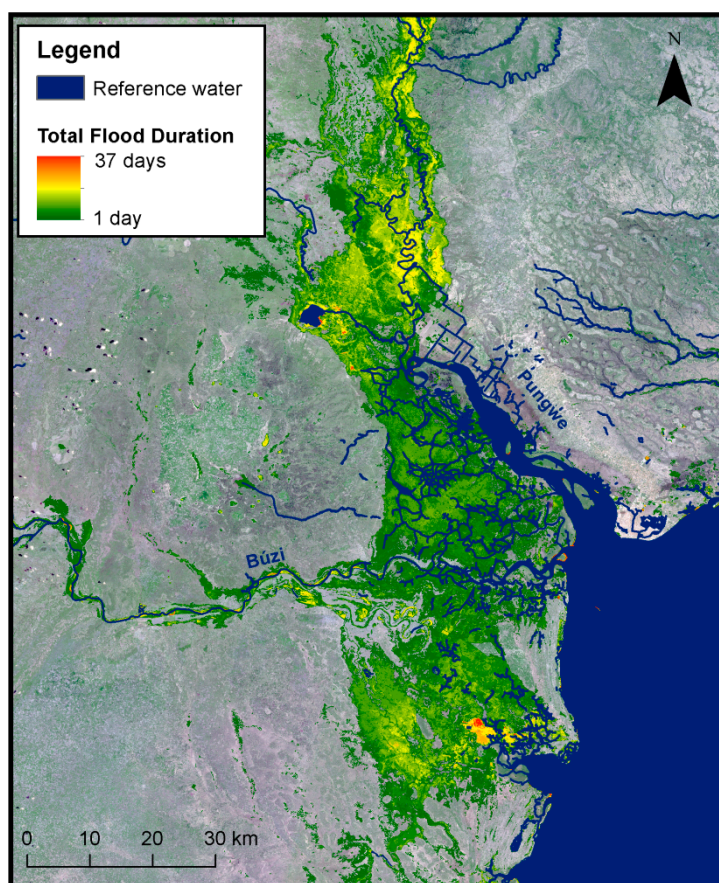 Legend
Reference water
Total Flood Duration
37 days
1 day
N
Pungwe
Búzi
0 10 20 30 km